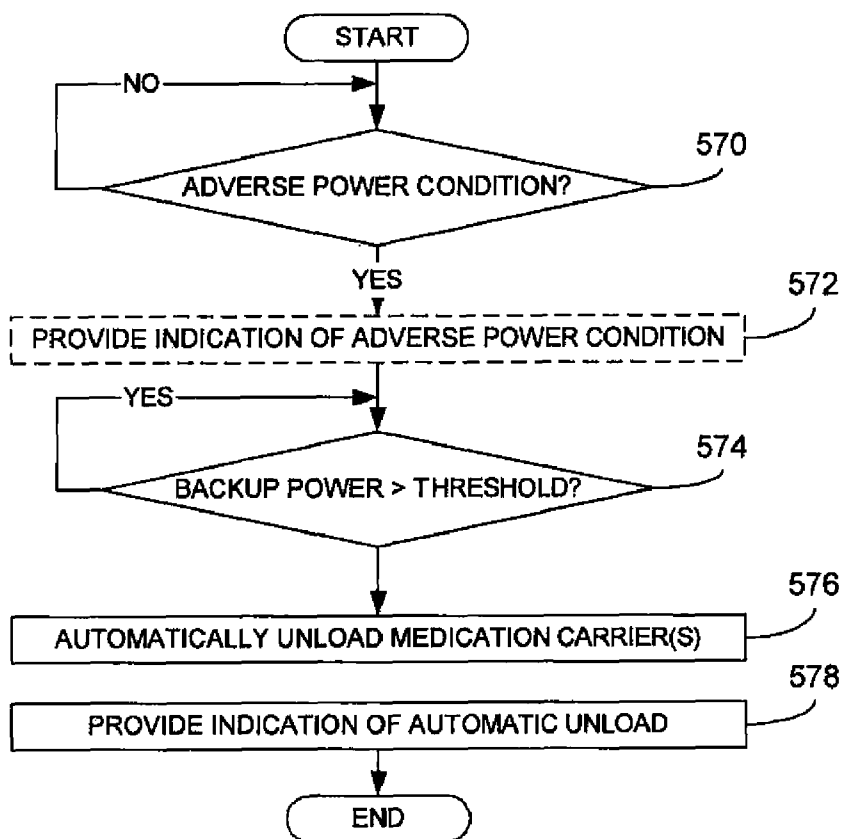 START
NO
570
ADVERSE POWER CONDITION?
YES
572
PROVIDE INDICATION OF ADVERSE POWER CONDITION
YES
574
BACKUP POWER > THRESHOLD?
576
AUTOMATICALLY UNLOAD MEDICATION CARRIER(S)
578
PROVIDE INDICATION OF AUTOMATIC UNLOAD
END